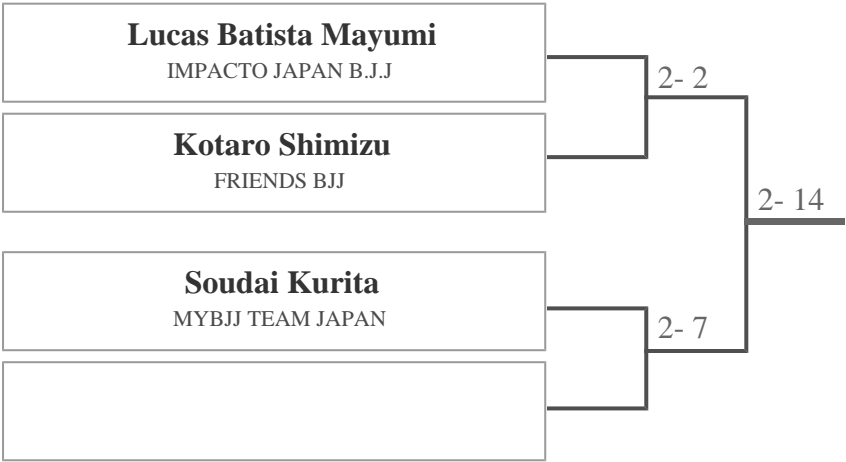 Lucas Batista Mayumi
IMPACTO JAPAN B.J.J
2- 2
Kotaro Shimizu
FRIENDS BJJ
2- 14
Soudai Kurita
MYBJJ TEAM JAPAN
2- 7